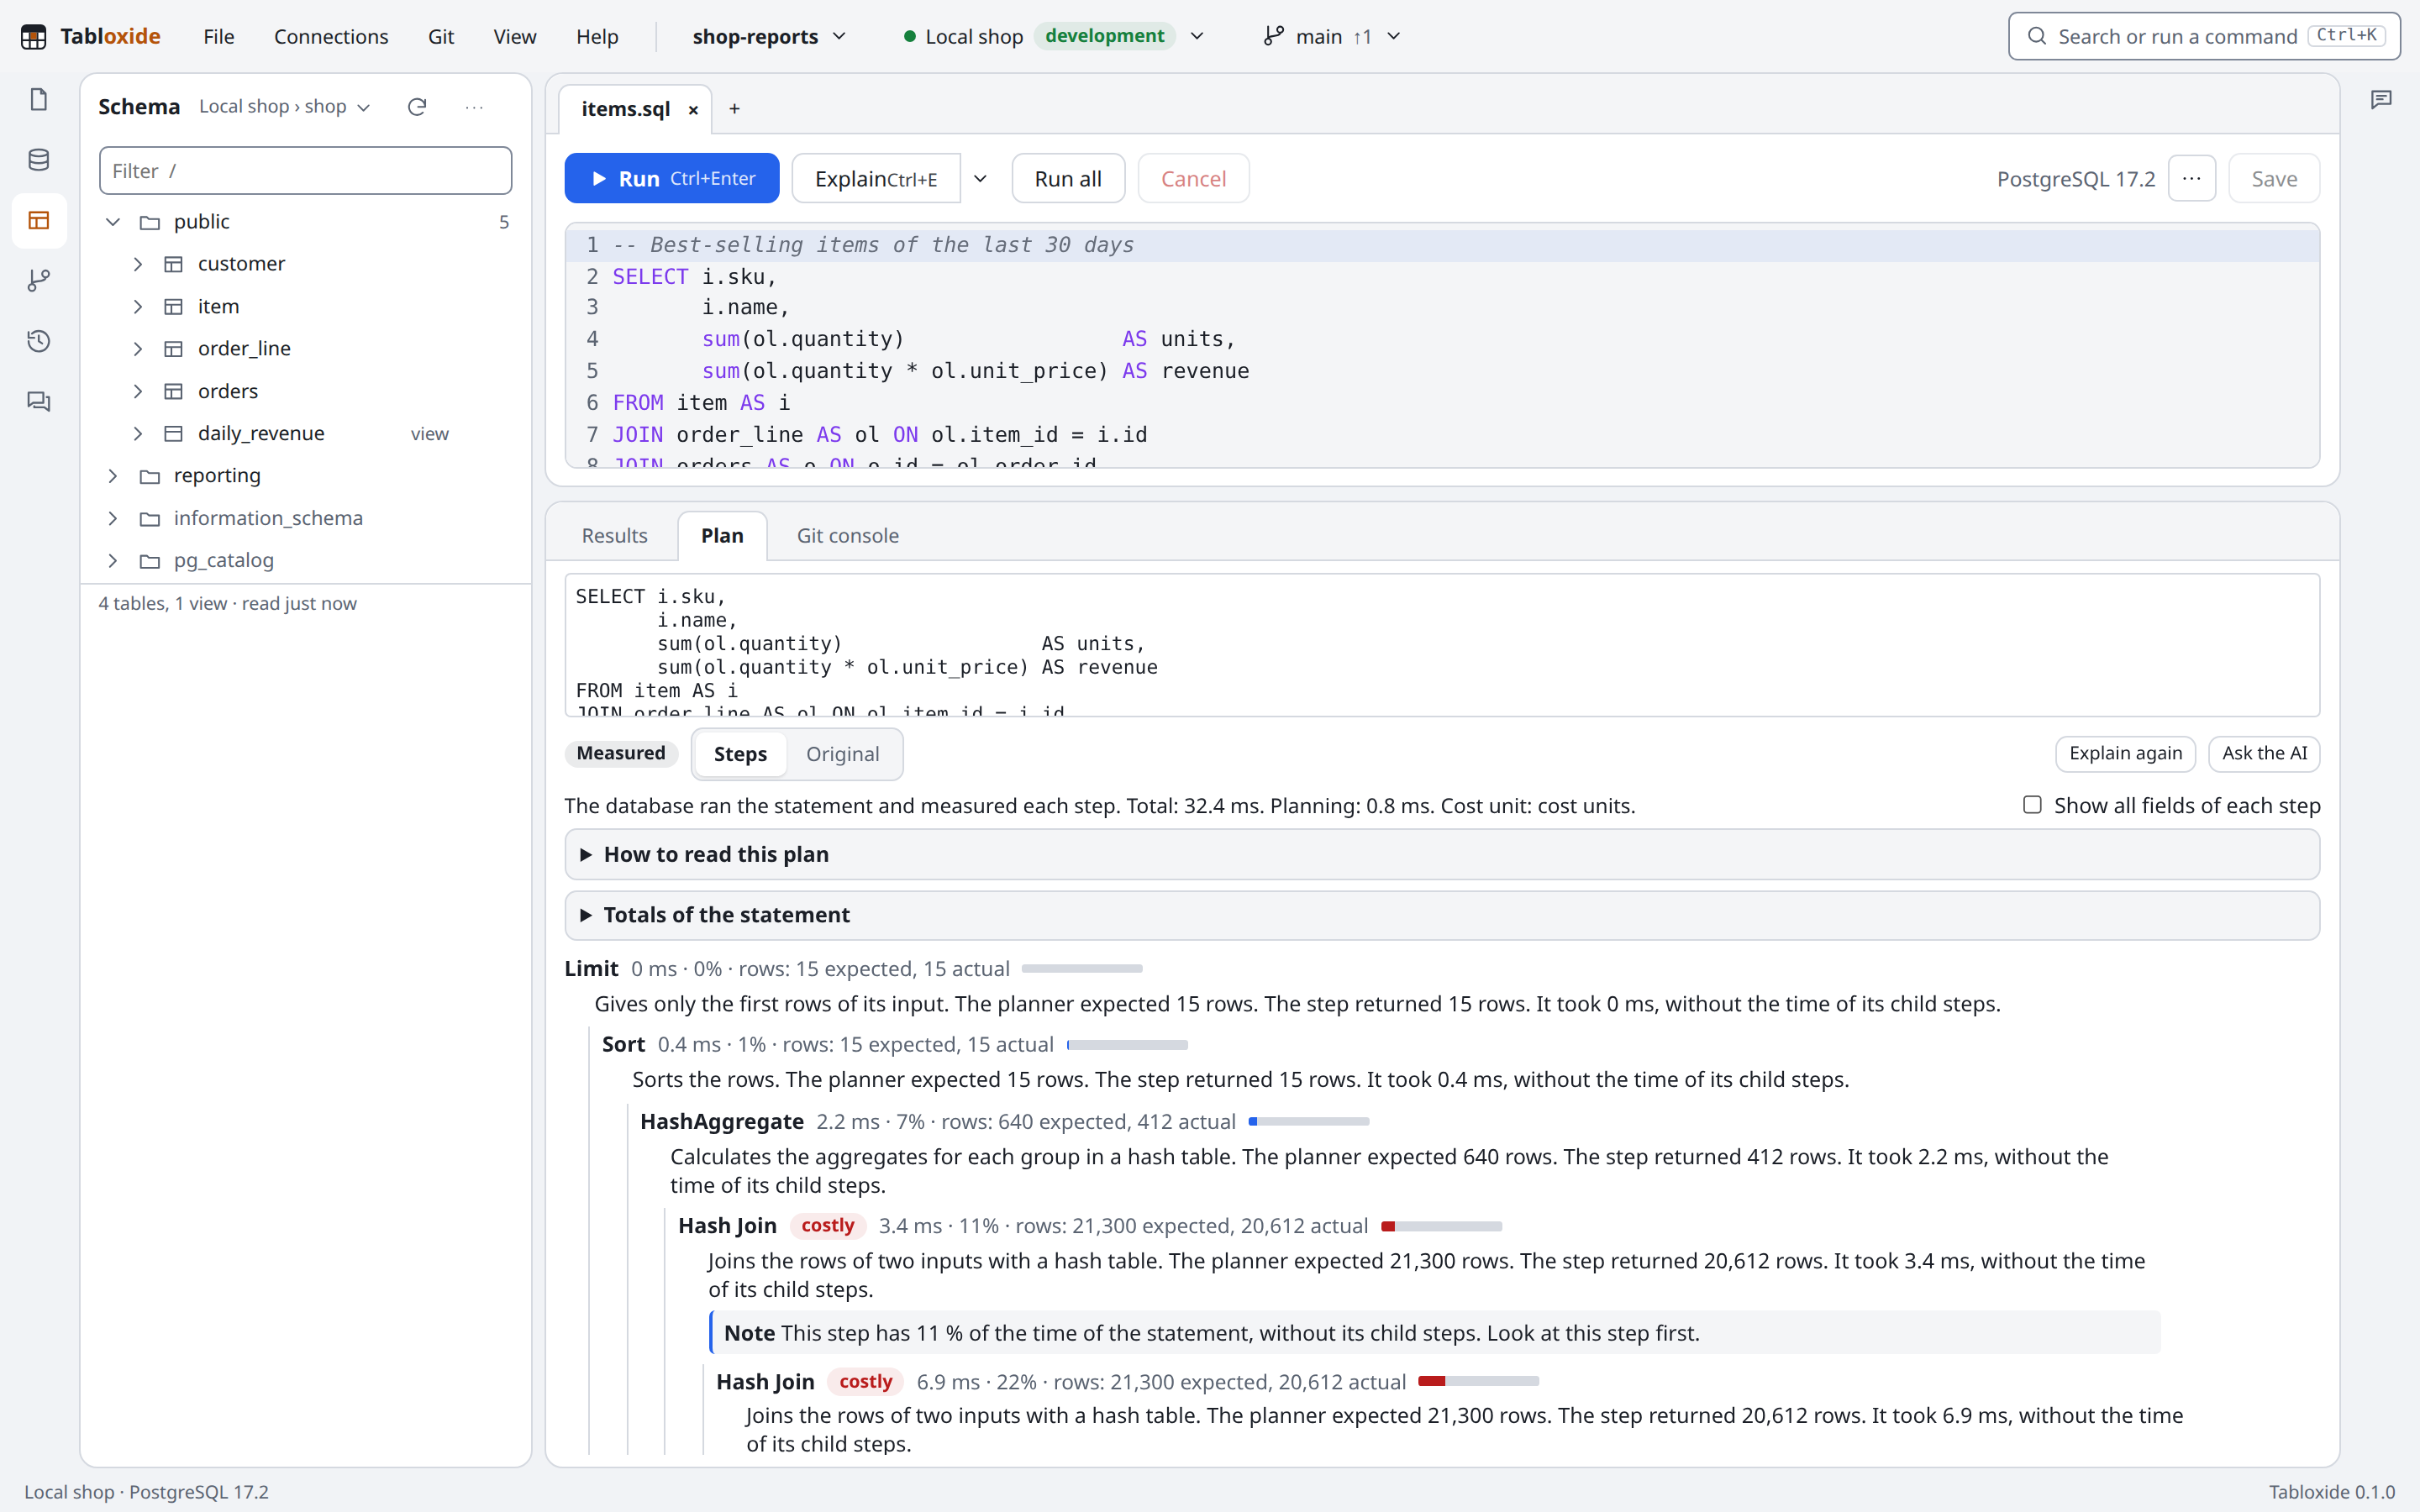 Tabloxide File Connections Git View Help shop-reports Local shop development main ↑1 Search or run a command Ctrl+K
Schema Local shop › shop ···
Filter /
public 5
customer
item
order_line
orders
daily_revenue view
reporting
information_schema
pg_catalog
4 tables, 1 view · read just now
items.sql × +
Run Ctrl+Enter Explain Ctrl+E Run all Cancel PostgreSQL 17.2 ··· Save
1 -- Best-selling items of the last 30 days
2 SELECT i.sku,
3 i.name,
4 sum(ol.quantity) AS units,
5 sum(ol.quantity * ol.unit_price) AS revenue
6 FROM item AS i
7 JOIN order_line AS ol ON ol.item_id = i.id
8 JOIN orders AS o ON o.id = ol.order_id
Results Plan Git console
SELECT i.sku,
i.name,
sum(ol.quantity) AS units,
sum(ol.quantity * ol.unit_price) AS revenue
FROM item AS i
JOIN order_line AS ol ON ol.item_id = i.id
Measured Steps Original Explain again Ask the AI
The database ran the statement and measured each step. Total: 32.4 ms. Planning: 0.8 ms. Cost unit: cost units. Show all fields of each step
How to read this plan
Totals of the statement
Limit 0 ms · 0% · rows: 15 expected, 15 actual
Gives only the first rows of its input. The planner expected 15 rows. The step returned 15 rows. It took 0 ms, without the time of its child steps.
Sort 0.4 ms · 1% · rows: 15 expected, 15 actual
Sorts the rows. The planner expected 15 rows. The step returned 15 rows. It took 0.4 ms, without the time of its child steps.
HashAggregate 2.2 ms · 7% · rows: 640 expected, 412 actual
Calculates the aggregates for each group in a hash table. The planner expected 640 rows. The step returned 412 rows. It took 2.2 ms, without the
time of its child steps.
Hash Join costly 3.4 ms · 11% · rows: 21,300 expected, 20,612 actual
Joins the rows of two inputs with a hash table. The planner expected 21,300 rows. The step returned 20,612 rows. It took 3.4 ms, without the time
of its child steps.
Note This step has 11 % of the time of the statement, without its child steps. Look at this step first.
Hash Join costly 6.9 ms · 22% · rows: 21,300 expected, 20,612 actual
Joins the rows of two inputs with a hash table. The planner expected 21,300 rows. The step returned 20,612 rows. It took 6.9 ms, without the time
of its child steps.
Local shop · PostgreSQL 17.2 Tabloxide 0.1.0